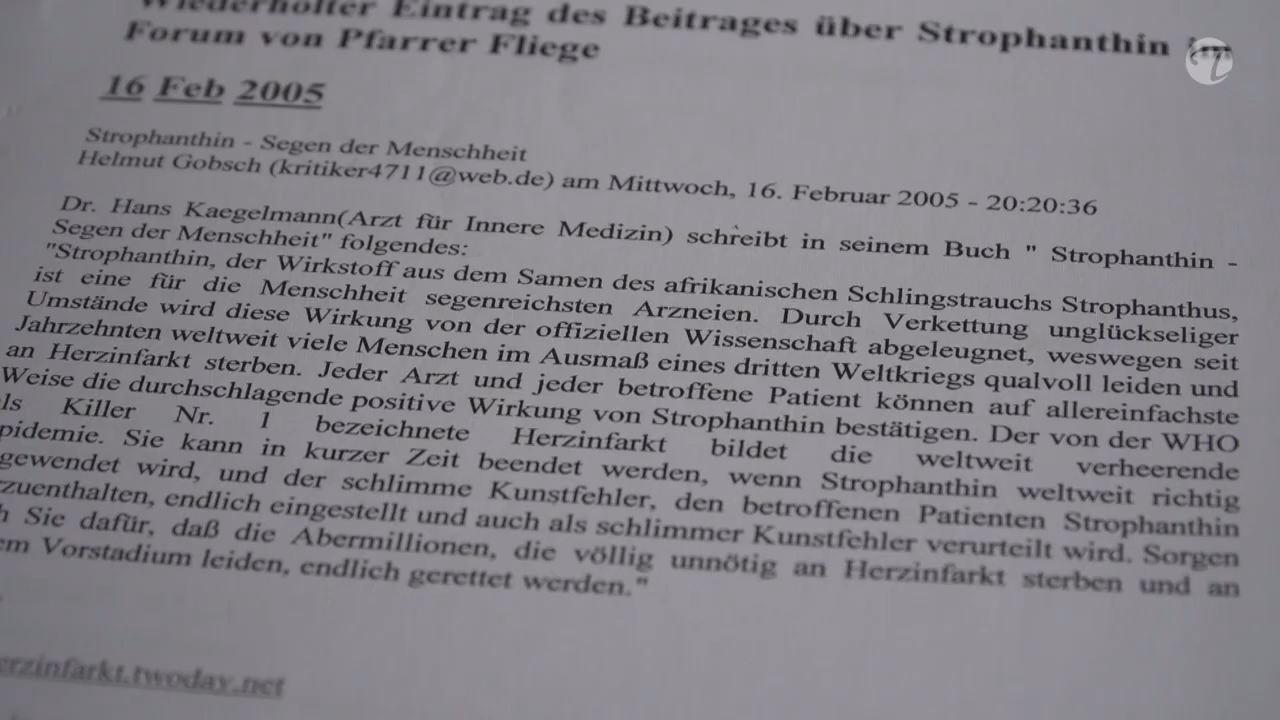 Wiederholter Eintrag des Beitrages über Strophanthin im
Forum von Pfarrer Fliege
16 Feb 2005
Strophanthin - Segen der Menschheit
Helmut Gobsch (kritiker4711@web.de) am Mittwoch, 16. Februar 2005 - 20:20:36
Dr. Hans Kaegelmann(Arzt für Innere Medizin) schreibt in seinem Buch " Strophanthin -
Segen der Menschheit" folgendes:
"Strophanthin, der Wirkstoff aus dem Samen des afrikanischen Schlingstrauchs Strophanthus,
ist eine für die Menschheit segenreichsten Arzneien. Durch Verkettung unglückseliger
Umstände wird diese Wirkung von der offiziellen Wissenschaft abgeleugnet, weswegen seit
Jahrzehnten weltweit viele Menschen im Ausmaß eines dritten Weltkriegs qualvoll leiden und
an Herzinfarkt sterben. Jeder Arzt und jeder betroffene Patient können auf allereinfachste
Weise die durchschlagende positive Wirkung von Strophanthin bestätigen. Der von der WHO
ls Killer Nr. 1 bezeichnete Herzinfarkt bildet die weltweit verheerende
pidemie. Sie kann in kurzer Zeit beendet werden, wenn Strophanthin weltweit richtig
gewendet wird, und der schlimme Kunstfehler, den betroffenen Patienten Strophanthin
zuenthalten, endlich eingestellt und auch als schlimmer Kunstfehler verurteilt wird. Sorgen
h Sie dafür, daß die Abermillionen, die völlig unnötig an Herzinfarkt sterben und an
em Vorstadium leiden, endlich gerettet werden."
erzinfarkt.twoday.net